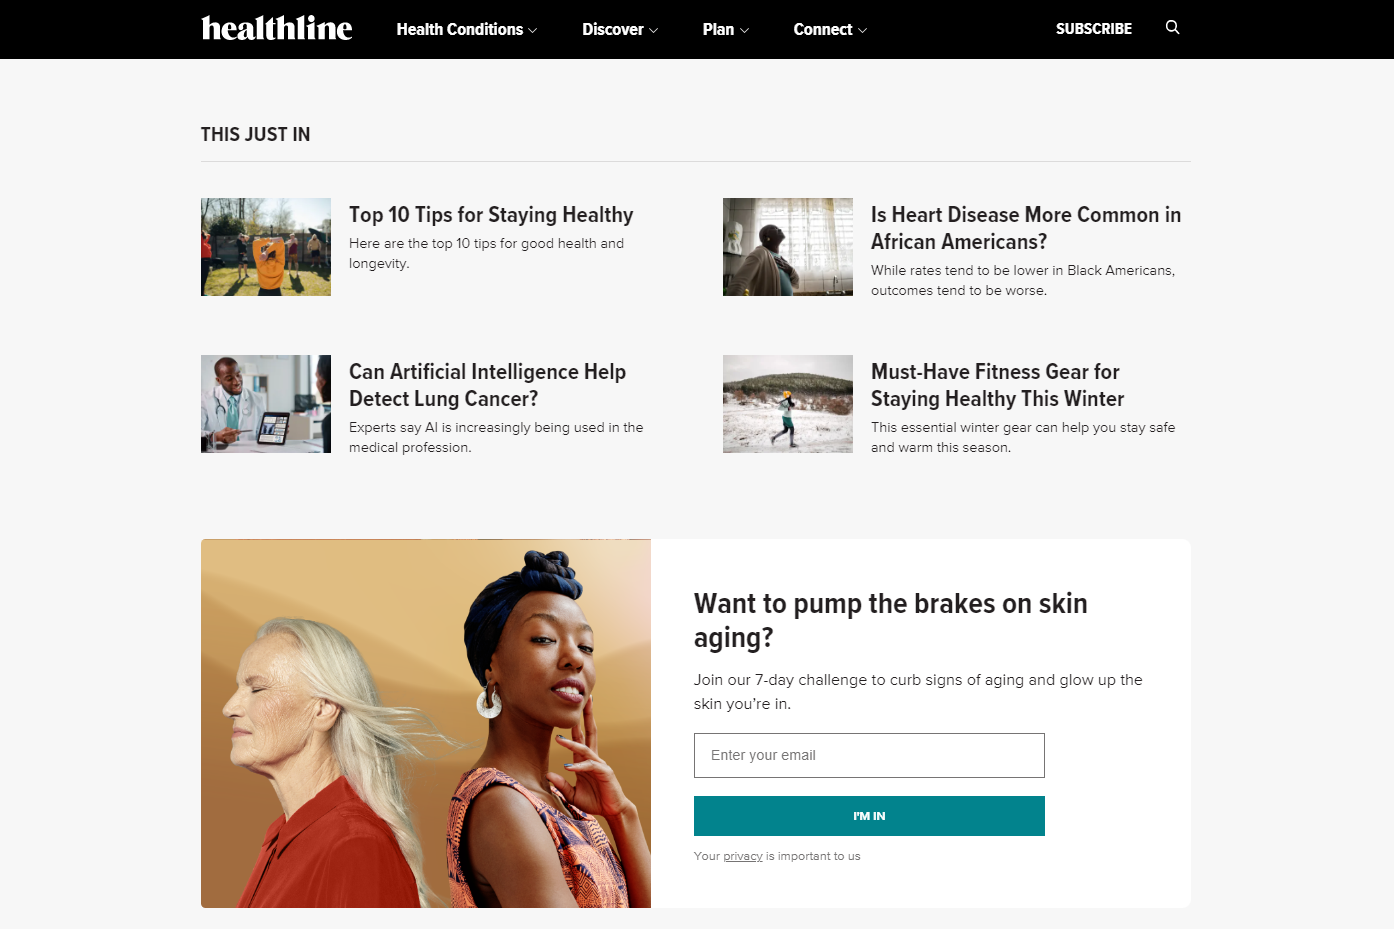 healthline
Health Conditions
Discover
Plan
Connect
SUBSCRIBE
THIS JUST IN
Top 10 Tips for Staying Healthy
Here are the top 10 tips for good health and
longevity.
Is Heart Disease More Common in
African Americans?
While rates tend to be lower in Black Americans,
outcomes tend to be worse.
Can Artificial Intelligence Help
Detect Lung Cancer?
Experts say AI is increasingly being used in the
medical profession.
Must-Have Fitness Gear for
Staying Healthy This Winter
This essential winter gear can help you stay safe
and warm this season.
Want to pump the brakes on skin
aging?
Join our 7-day challenge to curb signs of aging and glow up the
skin you’re in.
Enter your email
I'M IN
Your privacy is important to us